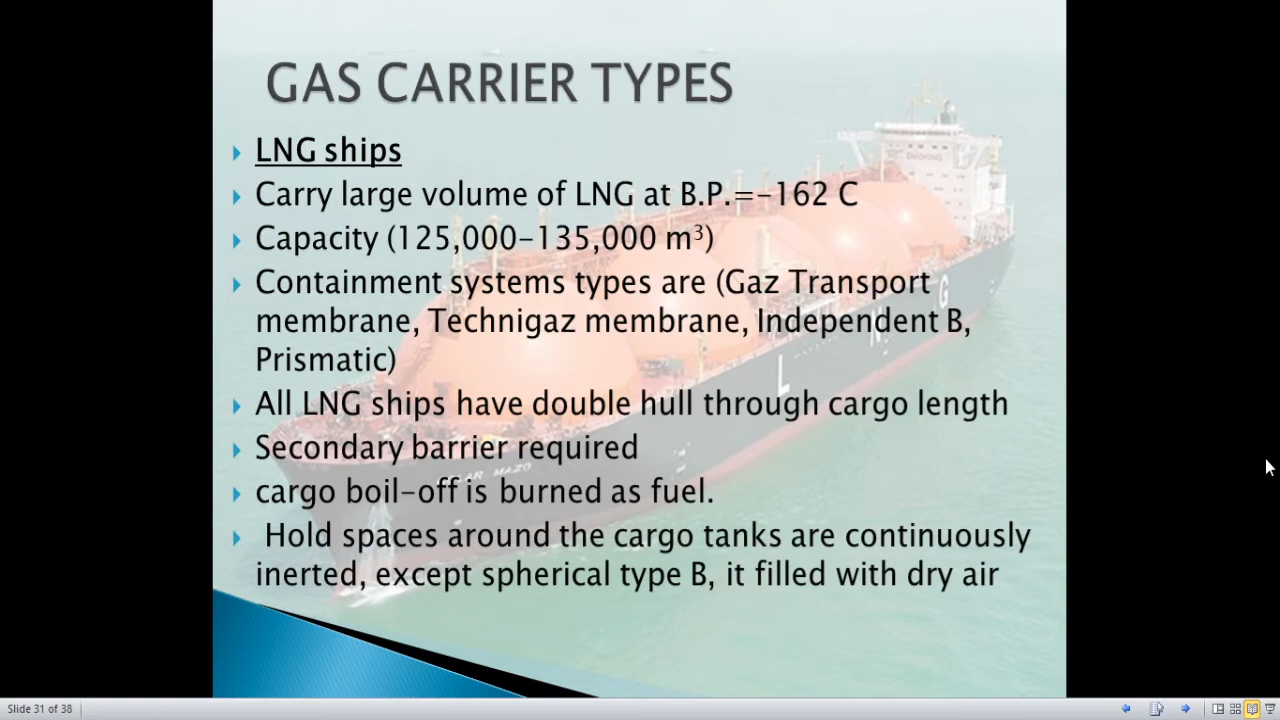 GAS CARRIER TYPES
LNG ships
Carry large volume of LNG at B.P.=-162 C
Capacity (125,000-135,000 m³)
Containment systems types are (Gaz Transport
membrane, Technigaz membrane, Independent B,
Prismatic)
All LNG ships have double hull through cargo length
Secondary barrier required
cargo boil-off is burned as fuel.
Hold spaces around the cargo tanks are continuously
inerted, except spherical type B, it filled with dry air
L
N
G
MAZO
Slide 31 of 38